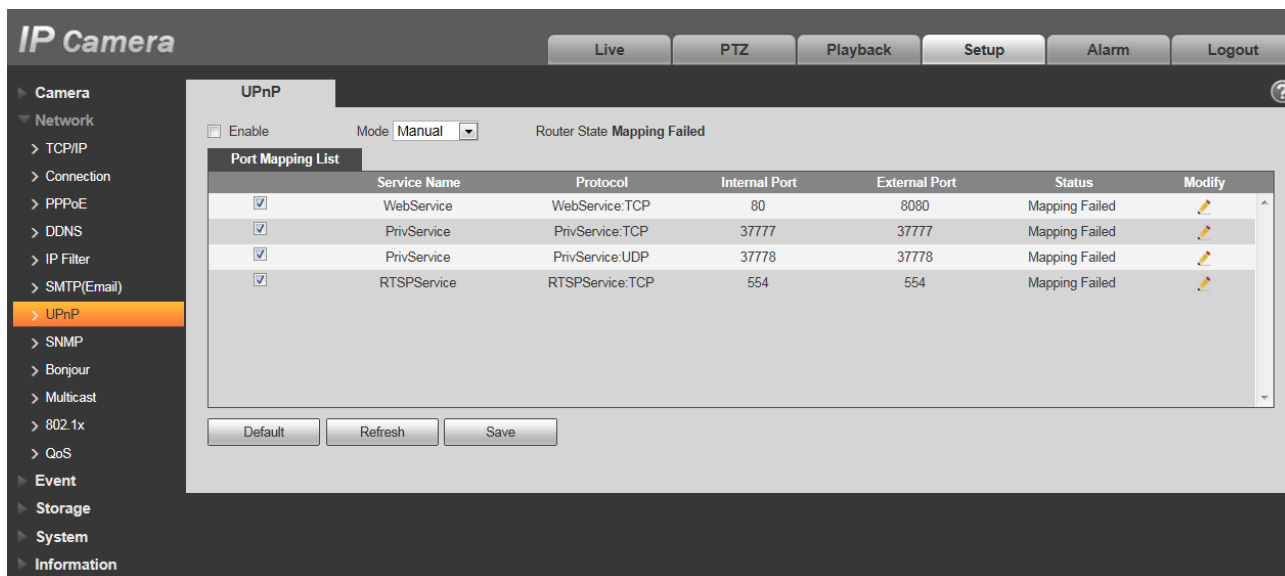 IP Camera
Live PTZ Playback Setup Alarm Logout
Camera
Network
> TCP/IP
> Connection
> PPPoE
> DDNS
> IP Filter
> SMTP(Email)
> UPnP
> SNMP
> Bonjour
> Multicast
> 802.1x
> QoS
Event
Storage
System
Information
UPnP
?
Enable Mode Manual Router State Mapping Failed
Port Mapping List
Service Name Protocol Internal Port External Port Status Modify
WebService WebService:TCP 80 8080 Mapping Failed
PrivService PrivService:TCP 37777 37777 Mapping Failed
PrivService PrivService:UDP 37778 37778 Mapping Failed
RTSPService RTSPService:TCP 554 554 Mapping Failed
Default Refresh Save